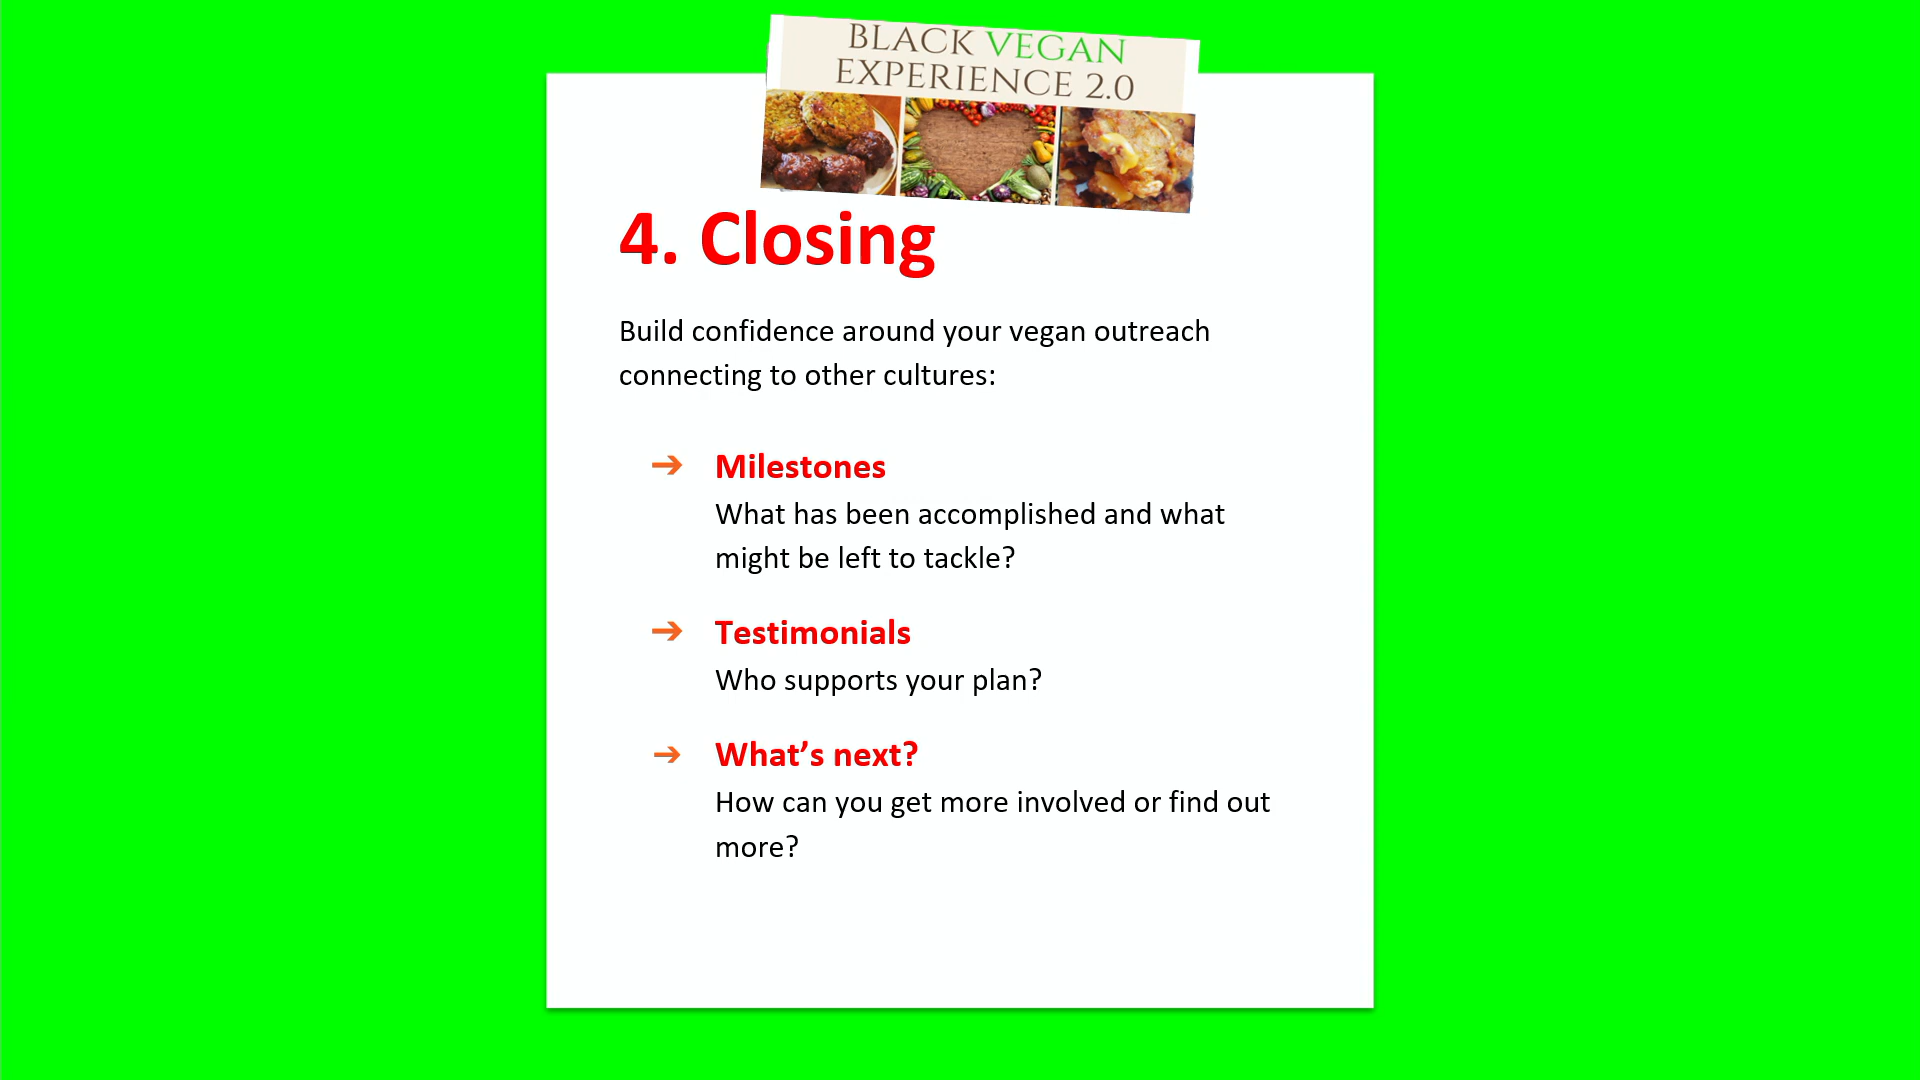 BLACK VEGAN
EXPERIENCE 2.0
4. Closing
Build confidence around your vegan outreach
connecting to other cultures:
➔ Milestones
What has been accomplished and what
might be left to tackle?
➔ Testimonials
Who supports your plan?
➔ What’s next?
How can you get more involved or find out
more?